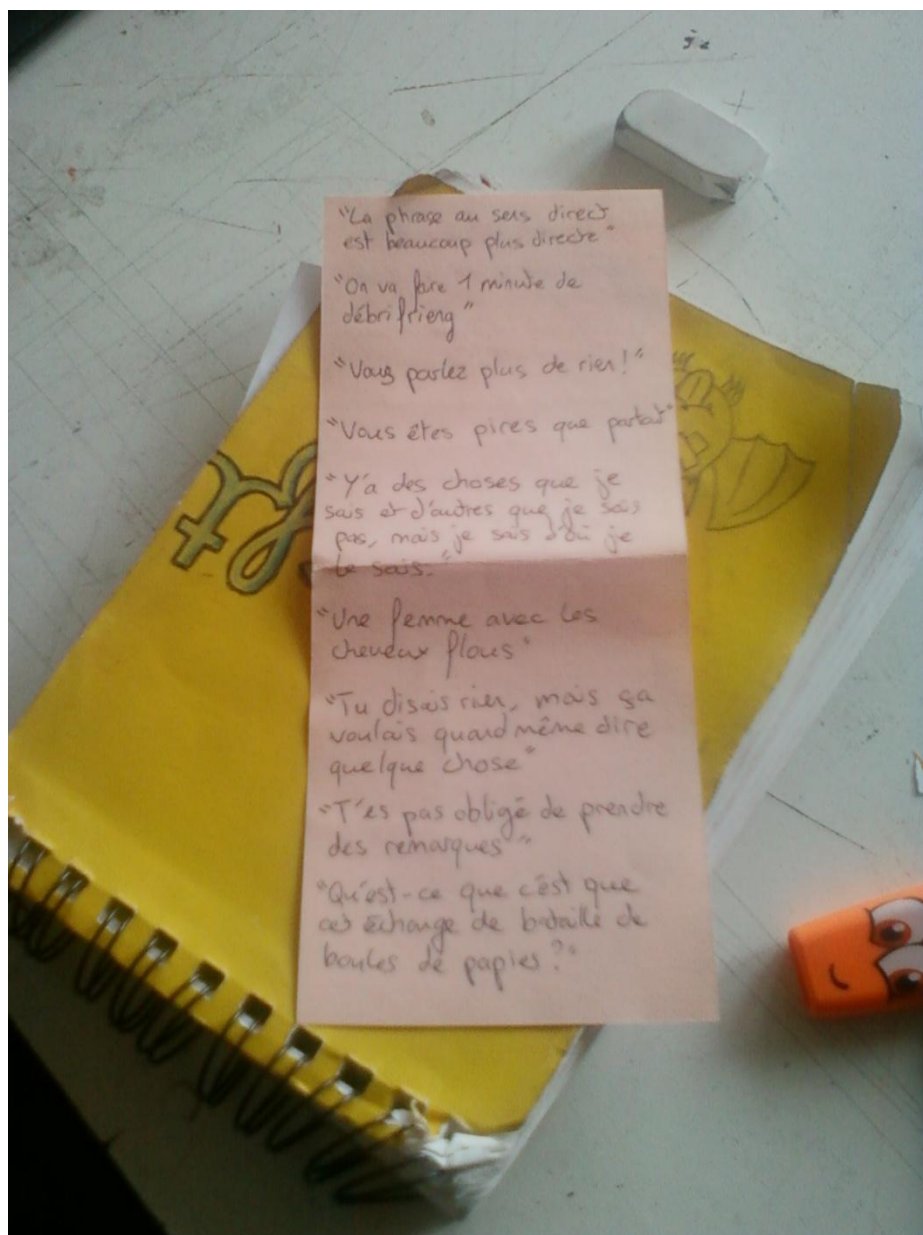 "La phrase au sens direct
est beaucoup plus directe"
"On va faire 1 minute de
débrifrieng"
"Vous parlez plus de rien!"
"Vous êtes pires que partout"
"Y'a des choses que je
sais et d'autres que je sais
pas, mais je sais d'où je
le sais."
"Une femme avec les
cheveux flous"
"Tu disais rien, mais ça
voulais quand même dire
quelque chose"
"T'es pas obligé de prendre
des remarques"
"Qu'est-ce que c'est que
cet échange de bataille de
boules de papier?"